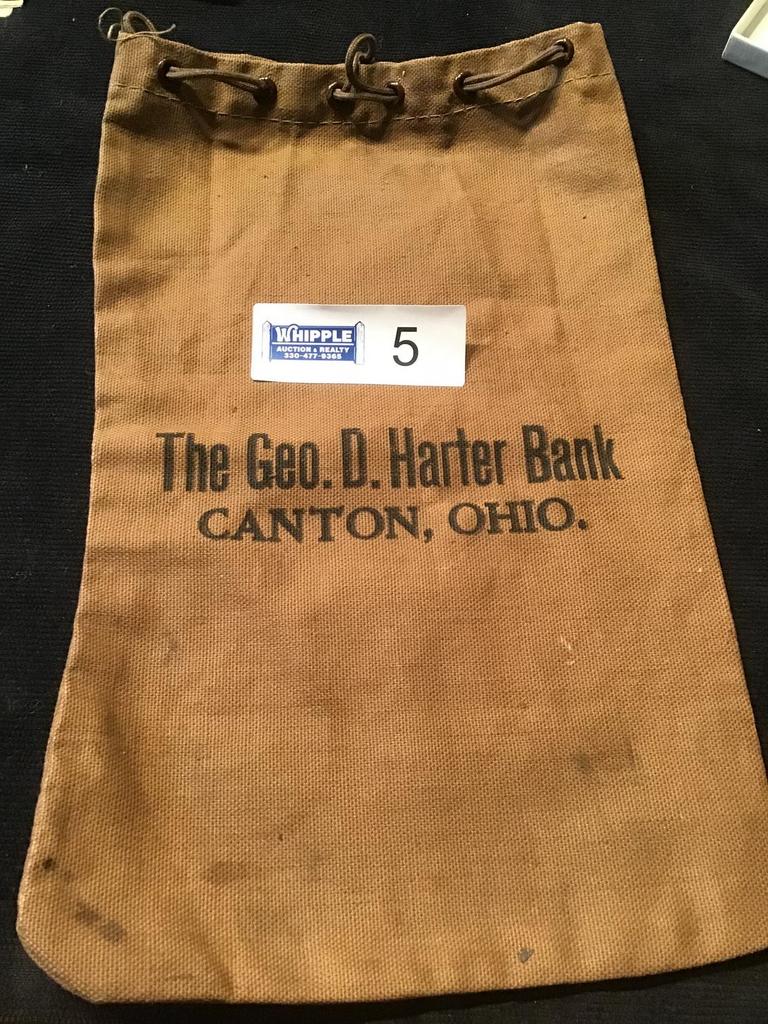 WHIPPLE
AUCTION & REALTY
330-477-9365
5
The Geo. D. Harter Bank
CANTON, OHIO.